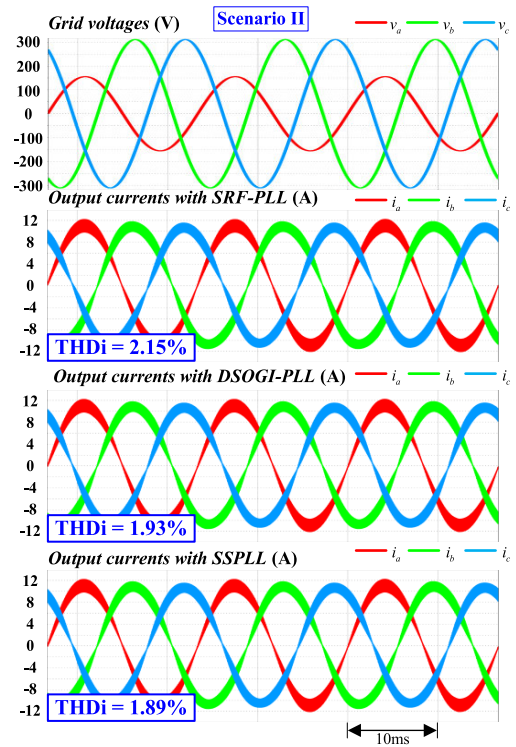 Scenario II
Grid voltages (V)
v_a v_b v_c
300
200
100
0
-100
-200
-300
Output currents with SRF-PLL (A)
i_a i_b i_c
12
8
4
0
-4
-8
-12
THDi = 2.15%
Output currents with DSOGI-PLL (A)
i_a i_b i_c
12
8
4
0
-4
-8
-12
THDi = 1.93%
Output currents with SSPLL (A)
i_a i_b i_c
12
8
4
0
-4
-8
-12
THDi = 1.89%
10ms